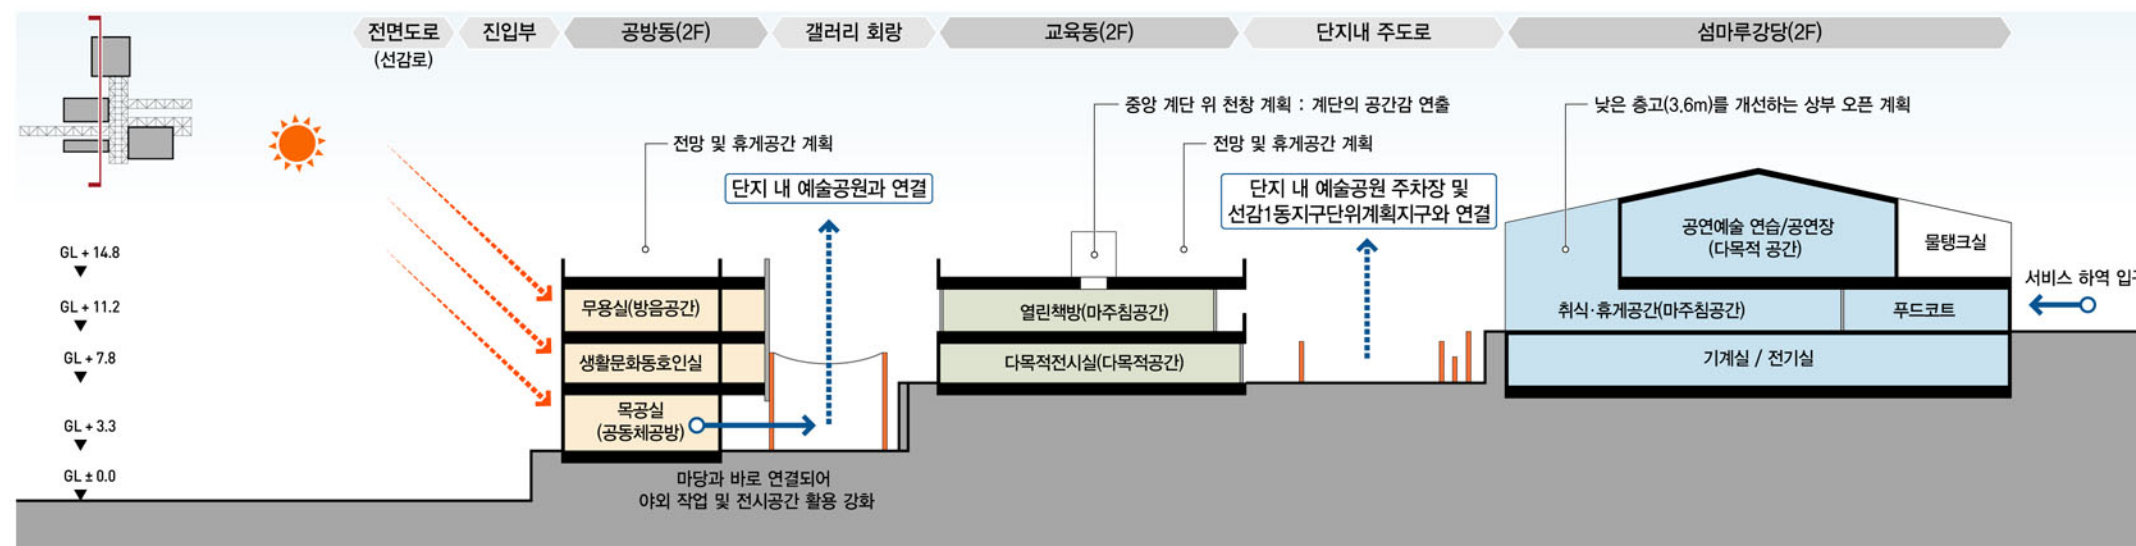 전면도로
(선감로)
진입부
공방동(2F)
갤러리 회랑
교육동(2F)
단지내 주도로
섬마루강당(2F)
중앙 계단 위 천창 계획 : 계단의 공간감 연출
낮은 층고(3.6m)를 개선하는 상부 오픈 계획
전망 및 휴게공간 계획
전망 및 휴게공간 계획
단지 내 예술공원과 연결
단지 내 예술공원 주차장 및
선감1동지구단위계획지구와 연결
공연예술 연습/공연장
(다목적 공간)
물탱크실
GL + 14.8
GL + 11.2
GL + 7.8
GL + 3.3
GL ± 0.0
서비스 하역 입구
무용실(방음공간)
열린책방(마주침공간)
취식·휴게공간(마주침공간)
푸드코트
생활문화동호인실
다목적전시실(다목적공간)
기계실 / 전기실
목공실
(공동체공방)
마당과 바로 연결되어
야외 작업 및 전시공간 활용 강화